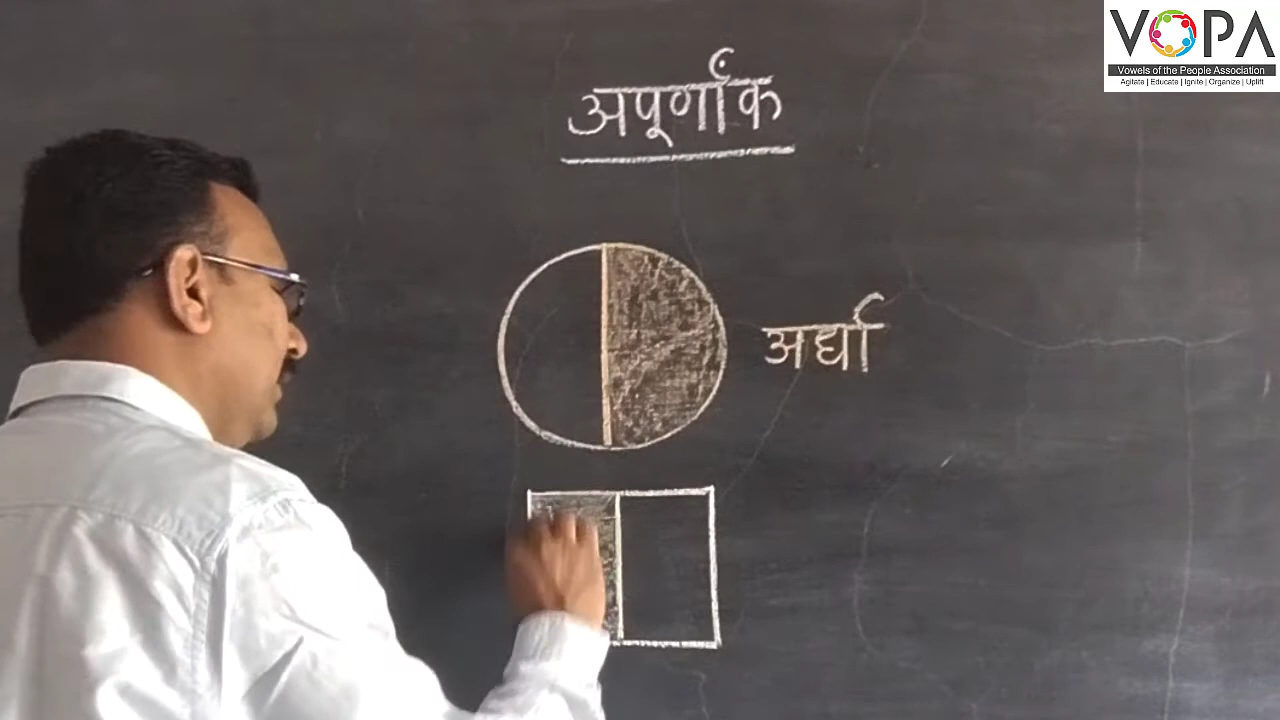 VOPA
Vowels of the People Association
Agitate | Educate | Ignite | Organize | Uplift
अपूर्णांक
अर्धा